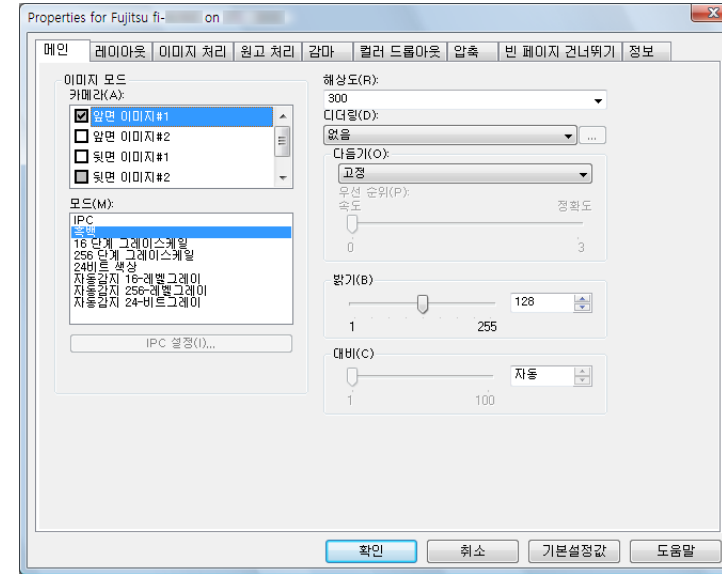 Properties for Fujitsu fi- on
메인 레이아웃 이미지 처리 원고 처리 감마 컬러 드롭아웃 압축 빈 페이지 건너뛰기 정보
이미지 모드
카메라(A):
앞면 이미지#1
앞면 이미지#2
뒷면 이미지#1
뒷면 이미지#2
모드(M):
IPC
흑백
16 단계 그레이스케일
256 단계 그레이스케일
24비트 색상
자동감지 16-레벨그레이
자동감지 256-레벨그레이
자동감지 24-비트그레이
IPC 설정(I)...
해상도(R):
300
디더링(D):
없음 ...
다듬기(O):
고정
우선 순위(P):
속도 정확도
0 3
밝기(B)
128
1 255
대비(C)
자동
1 100
확인 취소 기본설정값 도움말